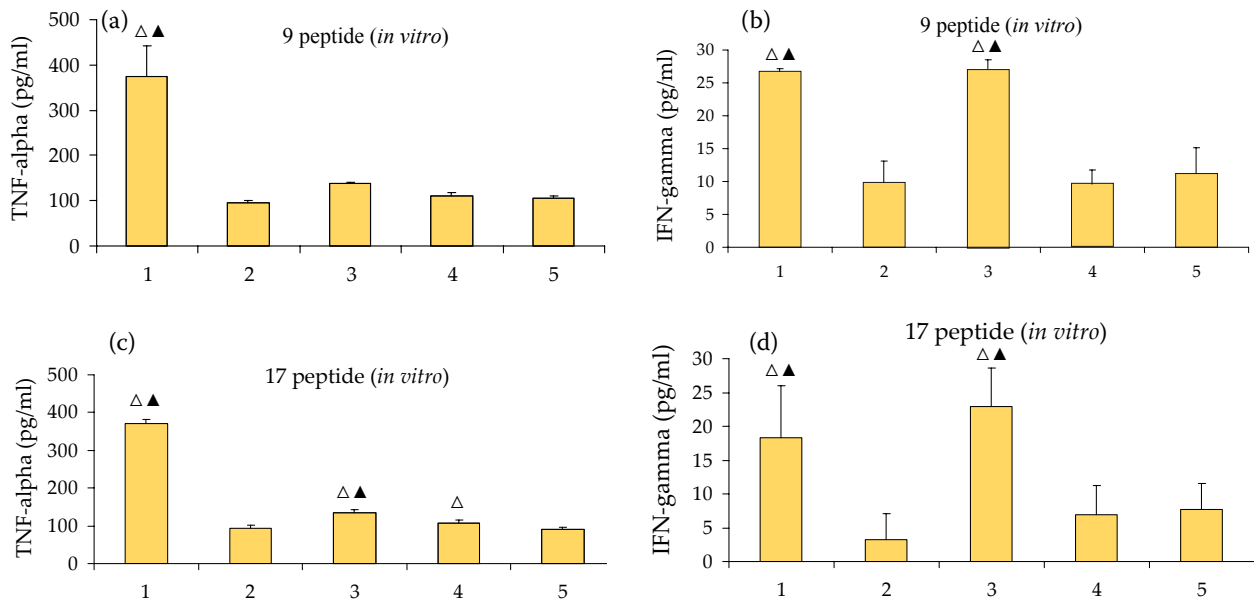 (a)
9 peptide (in vitro)
TNF-alpha (pg/ml)
500
400
300
200
100
0
△ ▲
1 2 3 4 5
(b)
9 peptide (in vitro)
IFN-gamma (pg/ml)
30
25
20
15
10
5
0
△ ▲ △ ▲
1 2 3 4 5
(c)
17 peptide (in vitro)
TNF-alpha (pg/ml)
500
400
300
200
100
0
△ ▲ △ ▲ △
1 2 3 4 5
(d)
17 peptide (in vitro)
IFN-gamma (pg/ml)
30
25
20
15
10
5
0
△ ▲ △ ▲
1 2 3 4 5